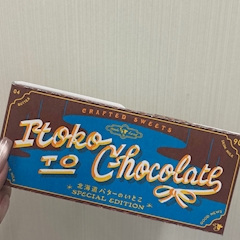 CRAFTED SWEETS
Itoko
TO
Chocolate
北海道バターのいとこ
SPECIAL EDITION